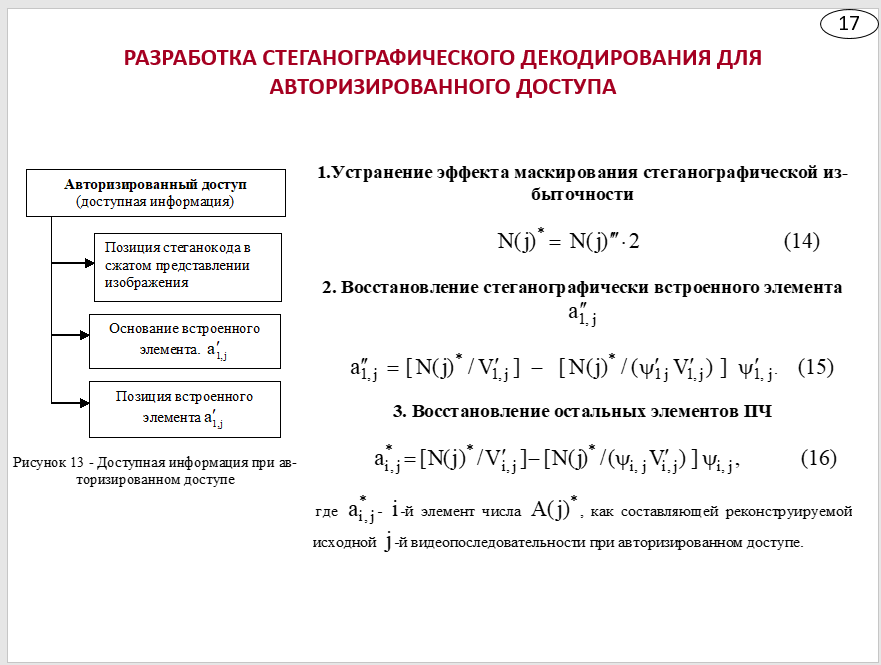 17
РАЗРАБОТКА СТЕГАНОГРАФИЧЕСКОГО ДЕКОДИРОВАНИЯ ДЛЯ
АВТОРИЗИРОВАННОГО ДОСТУПА
Авторизированный доступ
(доступная информация)
Позиция стеганокода в
сжатом представлении
изображения
Основание встроенного
элемента. a′₁,ⱼ
Позиция встроенного
элемента a′₁,ⱼ
Рисунок 13 - Доступная информация при ав-
торизированном доступе
1.Устранение эффекта маскирования стеганографической из-
быточности
N(j)* = N(j)‴ · 2 (14)
2. Восстановление стеганографически встроенного элемента
a″₁,ⱼ
a″₁,ⱼ = [ N(j)* / V′₁,ⱼ ] − [ N(j)* / (ψ′₁ⱼ V′₁,ⱼ) ] ψ′₁,ⱼ. (15)
3. Восстановление остальных элементов ПЧ
a*ᵢ,ⱼ = [N(j)* / V′ᵢ,ⱼ ] − [N(j)* / (ψᵢ,ⱼ V′ᵢ,ⱼ) ] ψᵢ,ⱼ, (16)
где a*ᵢ,ⱼ - i-й элемент числа A(j)*, как составляющей реконструируемой
исходной j-й видеопоследовательности при авторизированном доступе.